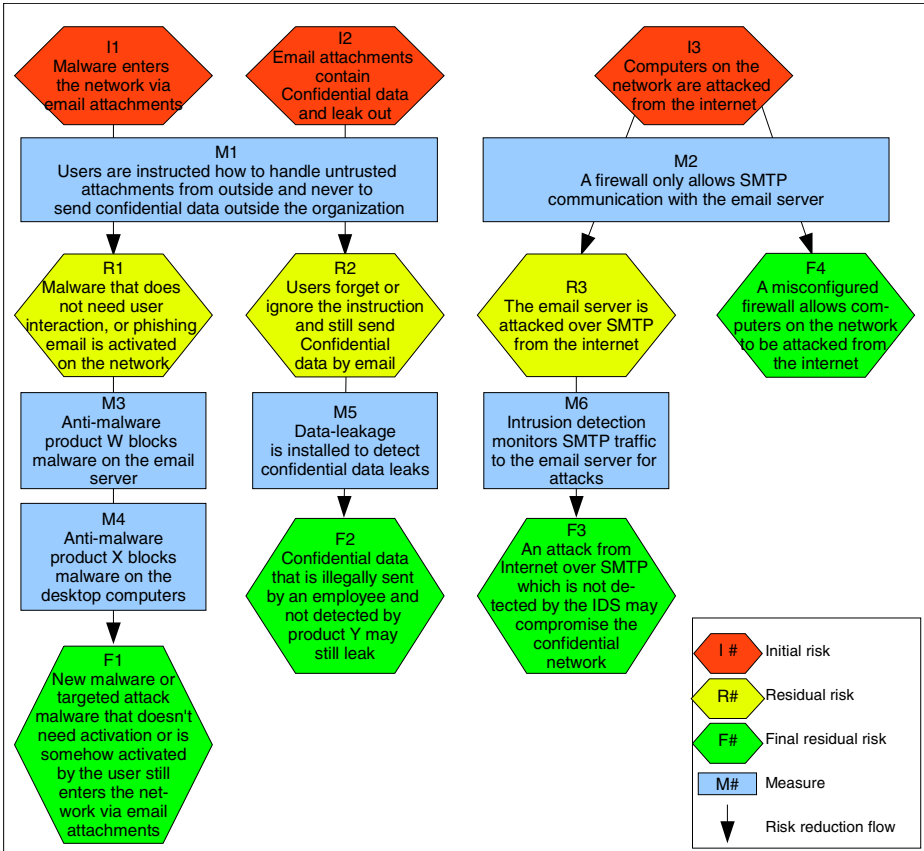 I1
Malware enters
the network via
email attachments
I2
Email attachments
contain
Confidential data
and leak out
I3
Computers on the
network are attacked
from the internet
M1
Users are instructed how to handle untrusted
attachments from outside and never to
send confidential data outside the organization
M2
A firewall only allows SMTP
communication with the email server
R1
Malware that does
not need user
interaction, or phishing
email is activated
on the network
R2
Users forget or
ignore the instruction
and still send
Confidential
data by email
R3
The email server is
attacked over SMTP
from the internet
F4
A misconfigured
firewall allows com-
puters on the network
to be attacked from
the internet
M3
Anti-malware
product W blocks
malware on the email
server
M5
Data-leakage
is installed to detect
confidential data leaks
M6
Intrusion detection
monitors SMTP traffic
to the email server for
attacks
M4
Anti-malware
product X blocks
malware on the
desktop computers
F2
Confidential data
that is illegally sent
by an employee and
not detected by
product Y may
still leak
F3
An attack from
Internet over SMTP
which is not de-
tected by the IDS may
compromise the
confidential
network
F1
New malware or
targeted attack
malware that doesn't
need activation or is
somehow activated
by the user still
enters the net-
work via email
attachments
I # Initial risk
R# Residual risk
F# Final residual risk
M# Measure
Risk reduction flow